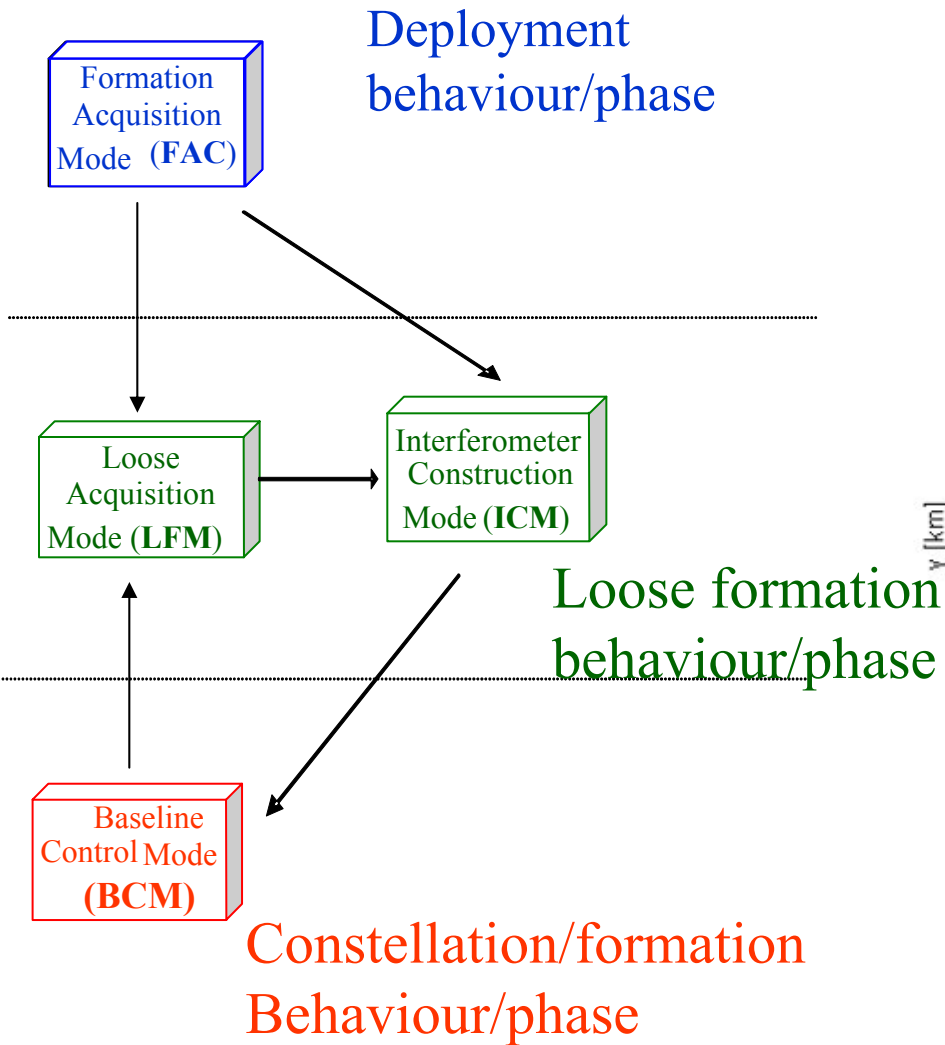 Deployment
behaviour/phase
Formation
Acquisition
Mode (FAC)
Loose
Acquisition
Mode (LFM)
Interferometer
Construction
Mode (ICM)
y [km]
Loose formation
behaviour/phase
Baseline
Control Mode
(BCM)
Constellation/formation
Behaviour/phase